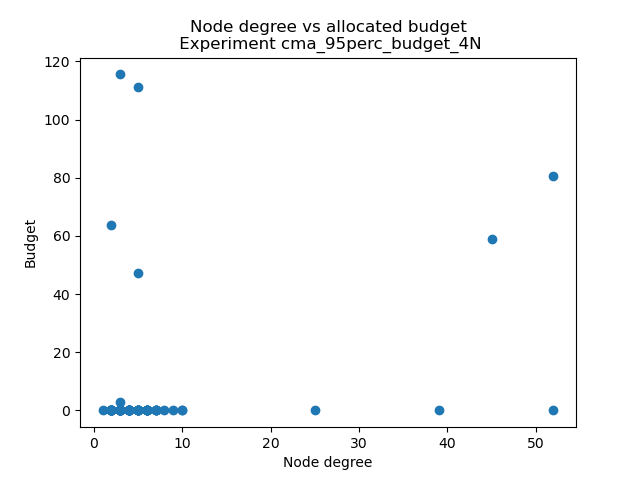 Node degree vs allocated budget
Experiment cma_95perc_budget_4N
120
100
80
60
40
20
0
Budget
0 10 20 30 40 50
Node degree